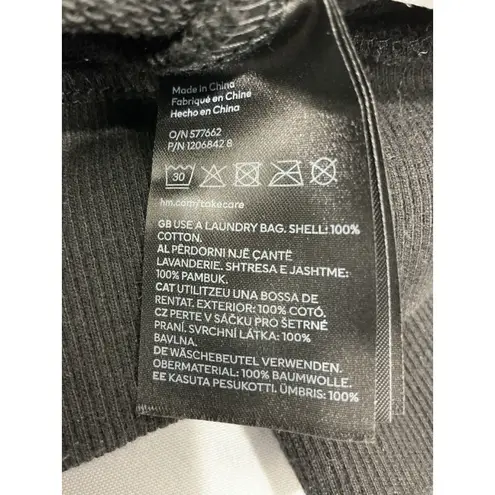 Made in China
Fabriqué en Chine
Hecho en China
O/N 577662
P/N 1206842 8
30
hm.com/takecare
GB USE A LAUNDRY BAG. SHELL: 100%
COTTON.
AL PËRDORNI NJË ÇANTË
LAVANDERIE. SHTRESA E JASHTME:
100% PAMBUK.
CAT UTILITZEU UNA BOSSA DE
RENTAT. EXTERIOR: 100% COTÓ.
CZ PERTE V SÁČKU PRO ŠETRNÉ
PRANÍ. SVRCHNÍ LÁTKA: 100%
BAVLNA.
DE WÄSCHEBEUTEL VERWENDEN.
OBERMATERIAL: 100% BAUMWOLLE.
EE KASUTA PESUKOTTI. ÜMBRIS: 100%